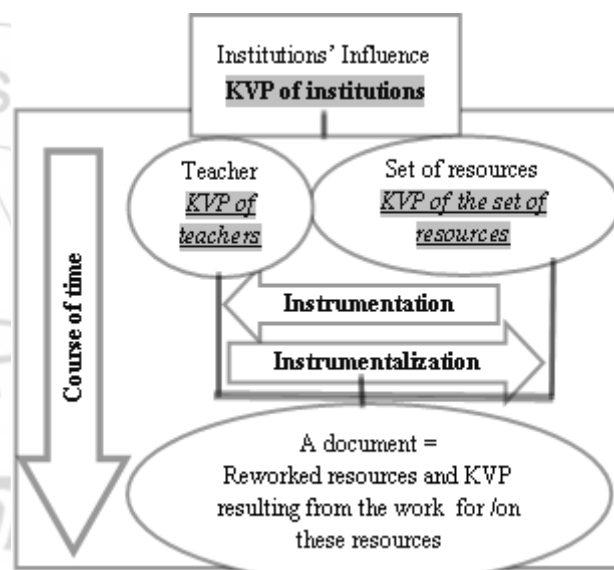 Institutions' Influence
KVP of institutions
Teacher
KVP of
teachers
Set of resources
KVP of the set of
resources
Instrumentation
Instrumentalization
Course of time
A document =
Reworked resources and KVP
resulting from the work for /on
these resources